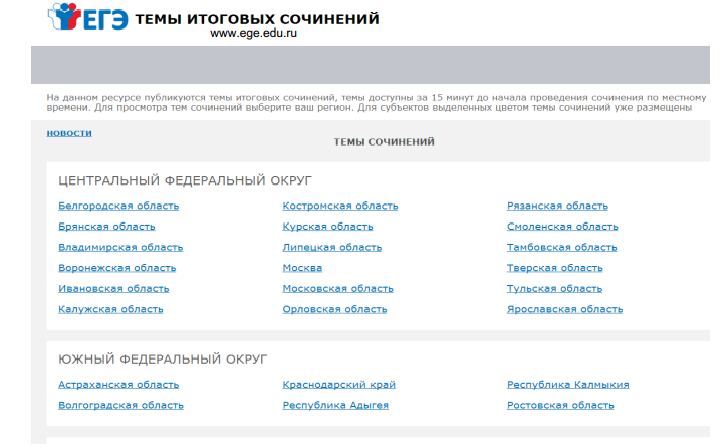 ЕГЭ ТЕМЫ ИТОГОВЫХ СОЧИНЕНИЙ
www.ege.edu.ru
На данном ресурсе публикуются темы итоговых сочинений, темы доступны за 15 минут до начала проведения сочинения по местному
времени. Для просмотра тем сочинений выберите ваш регион. Для субъектов выделенных цветом темы сочинений уже размещены
НОВОСТИ
ТЕМЫ СОЧИНЕНИЙ
ЦЕНТРАЛЬНЫЙ ФЕДЕРАЛЬНЫЙ ОКРУГ
Белгородская область Костромская область Рязанская область
Брянская область Курская область Смоленская область
Владимирская область Липецкая область Тамбовская область
Воронежская область Москва Тверская область
Ивановская область Московская область Тульская область
Калужская область Орловская область Ярославская область
ЮЖНЫЙ ФЕДЕРАЛЬНЫЙ ОКРУГ
Астраханская область Краснодарский край Республика Калмыкия
Волгоградская область Республика Адыгея Ростовская область